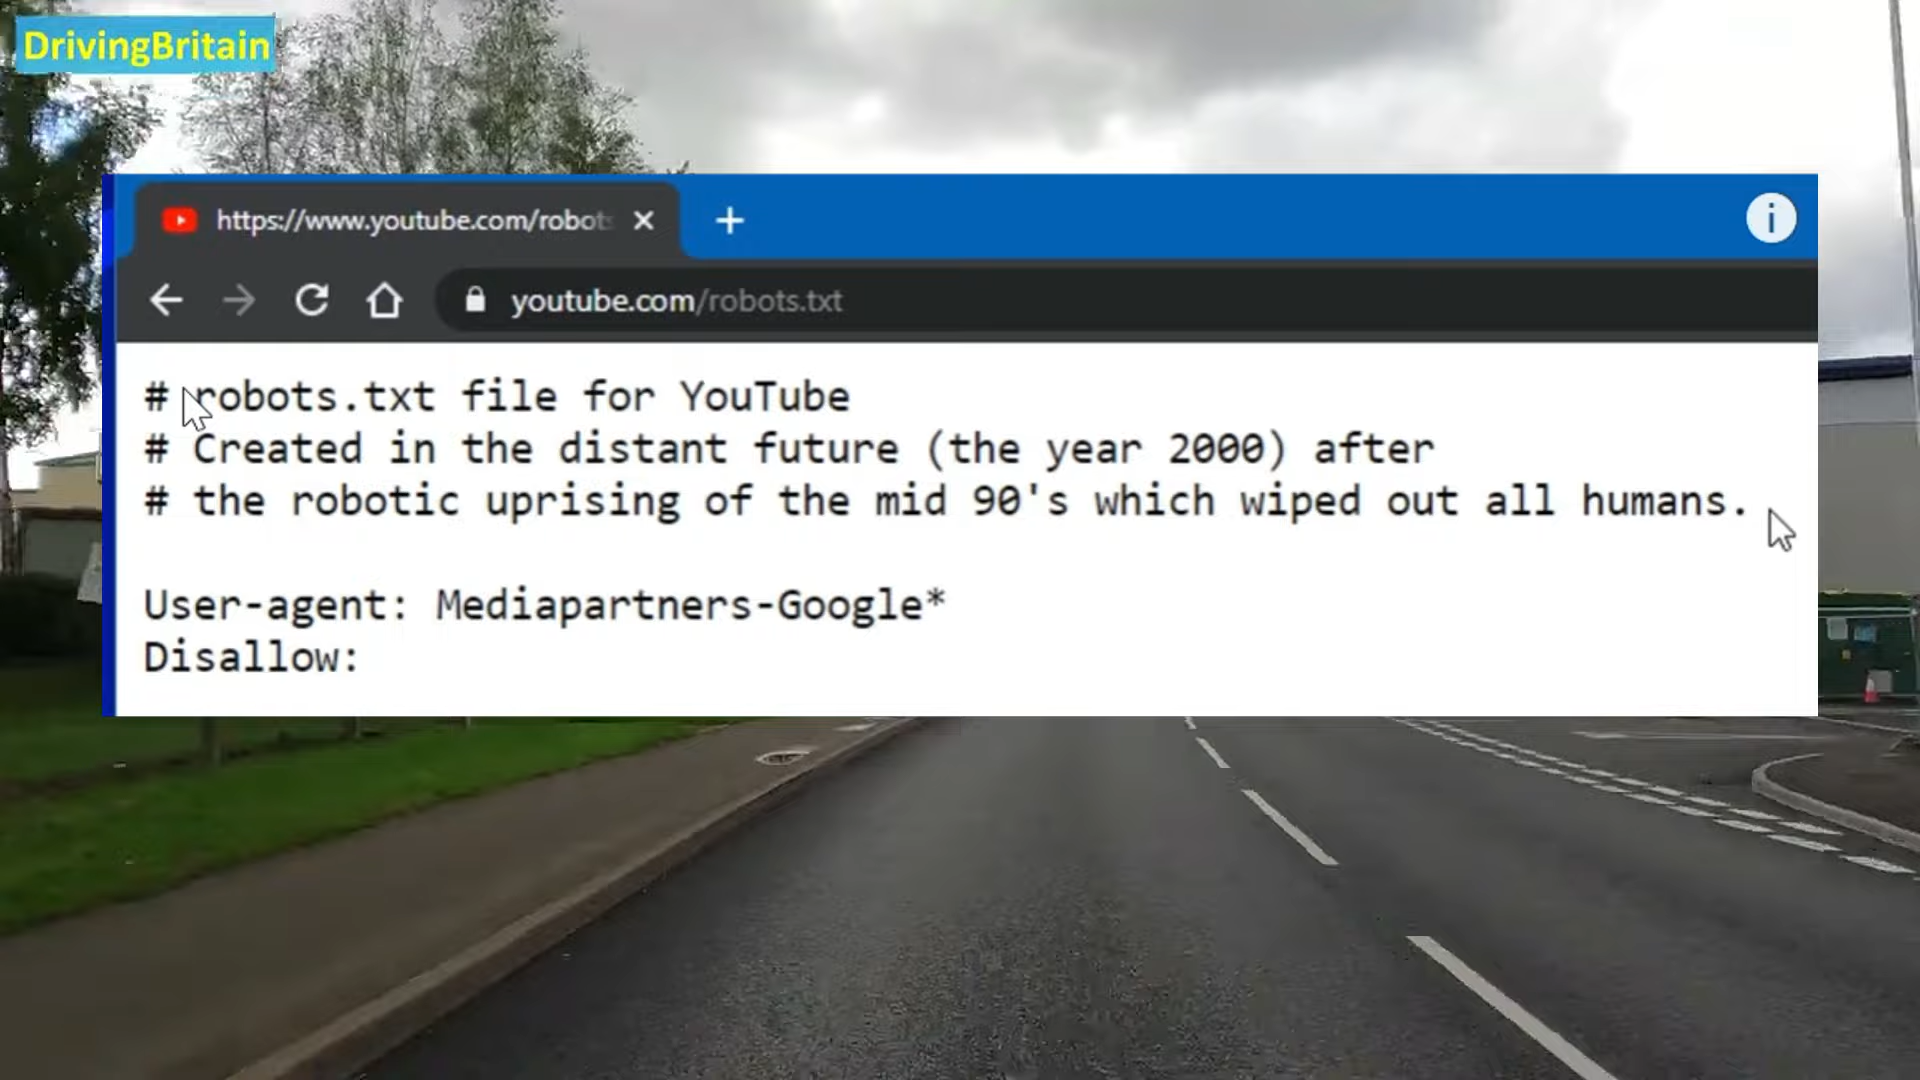 DrivingBritain
https://www.youtube.com/robots
youtube.com/robots.txt
# robots.txt file for YouTube
# Created in the distant future (the year 2000) after
# the robotic uprising of the mid 90's which wiped out all humans.
User-agent: Mediapartners-Google*
Disallow: